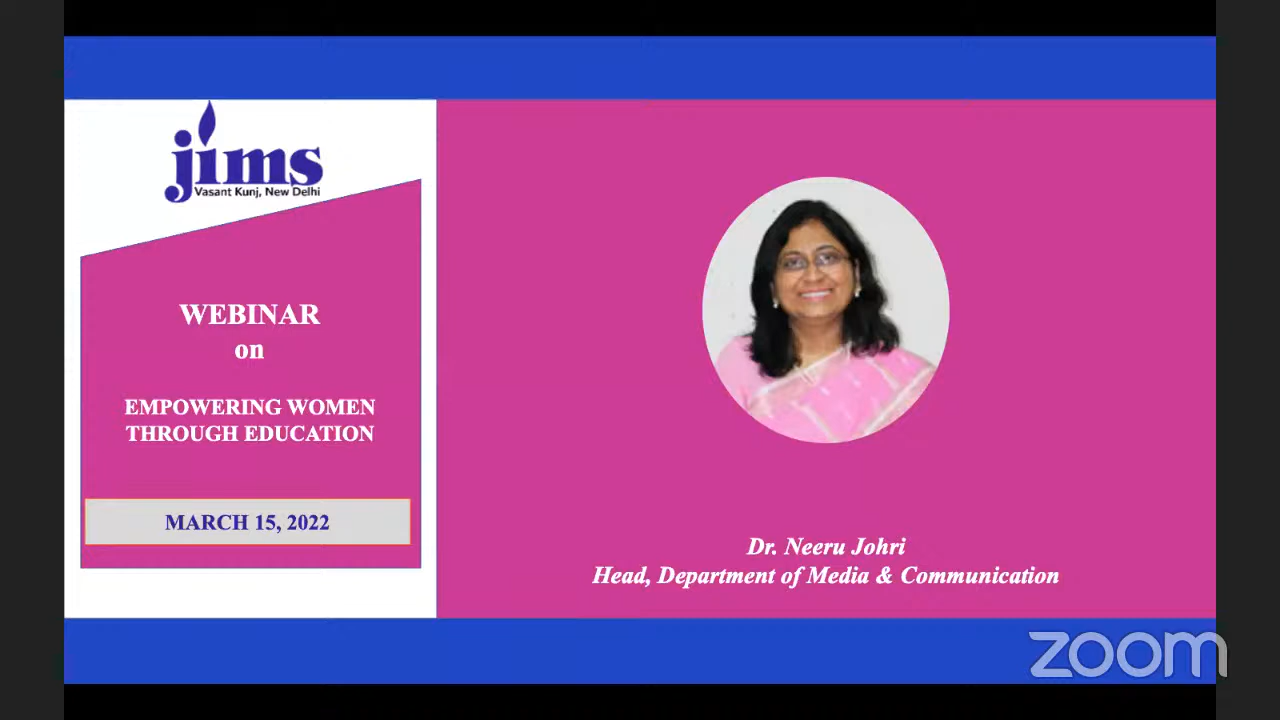 jims
Vasant Kunj, New Delhi
WEBINAR
on
EMPOWERING WOMEN
THROUGH EDUCATION
MARCH 15, 2022
Dr. Neeru Johri
Head, Department of Media & Communication
zoom